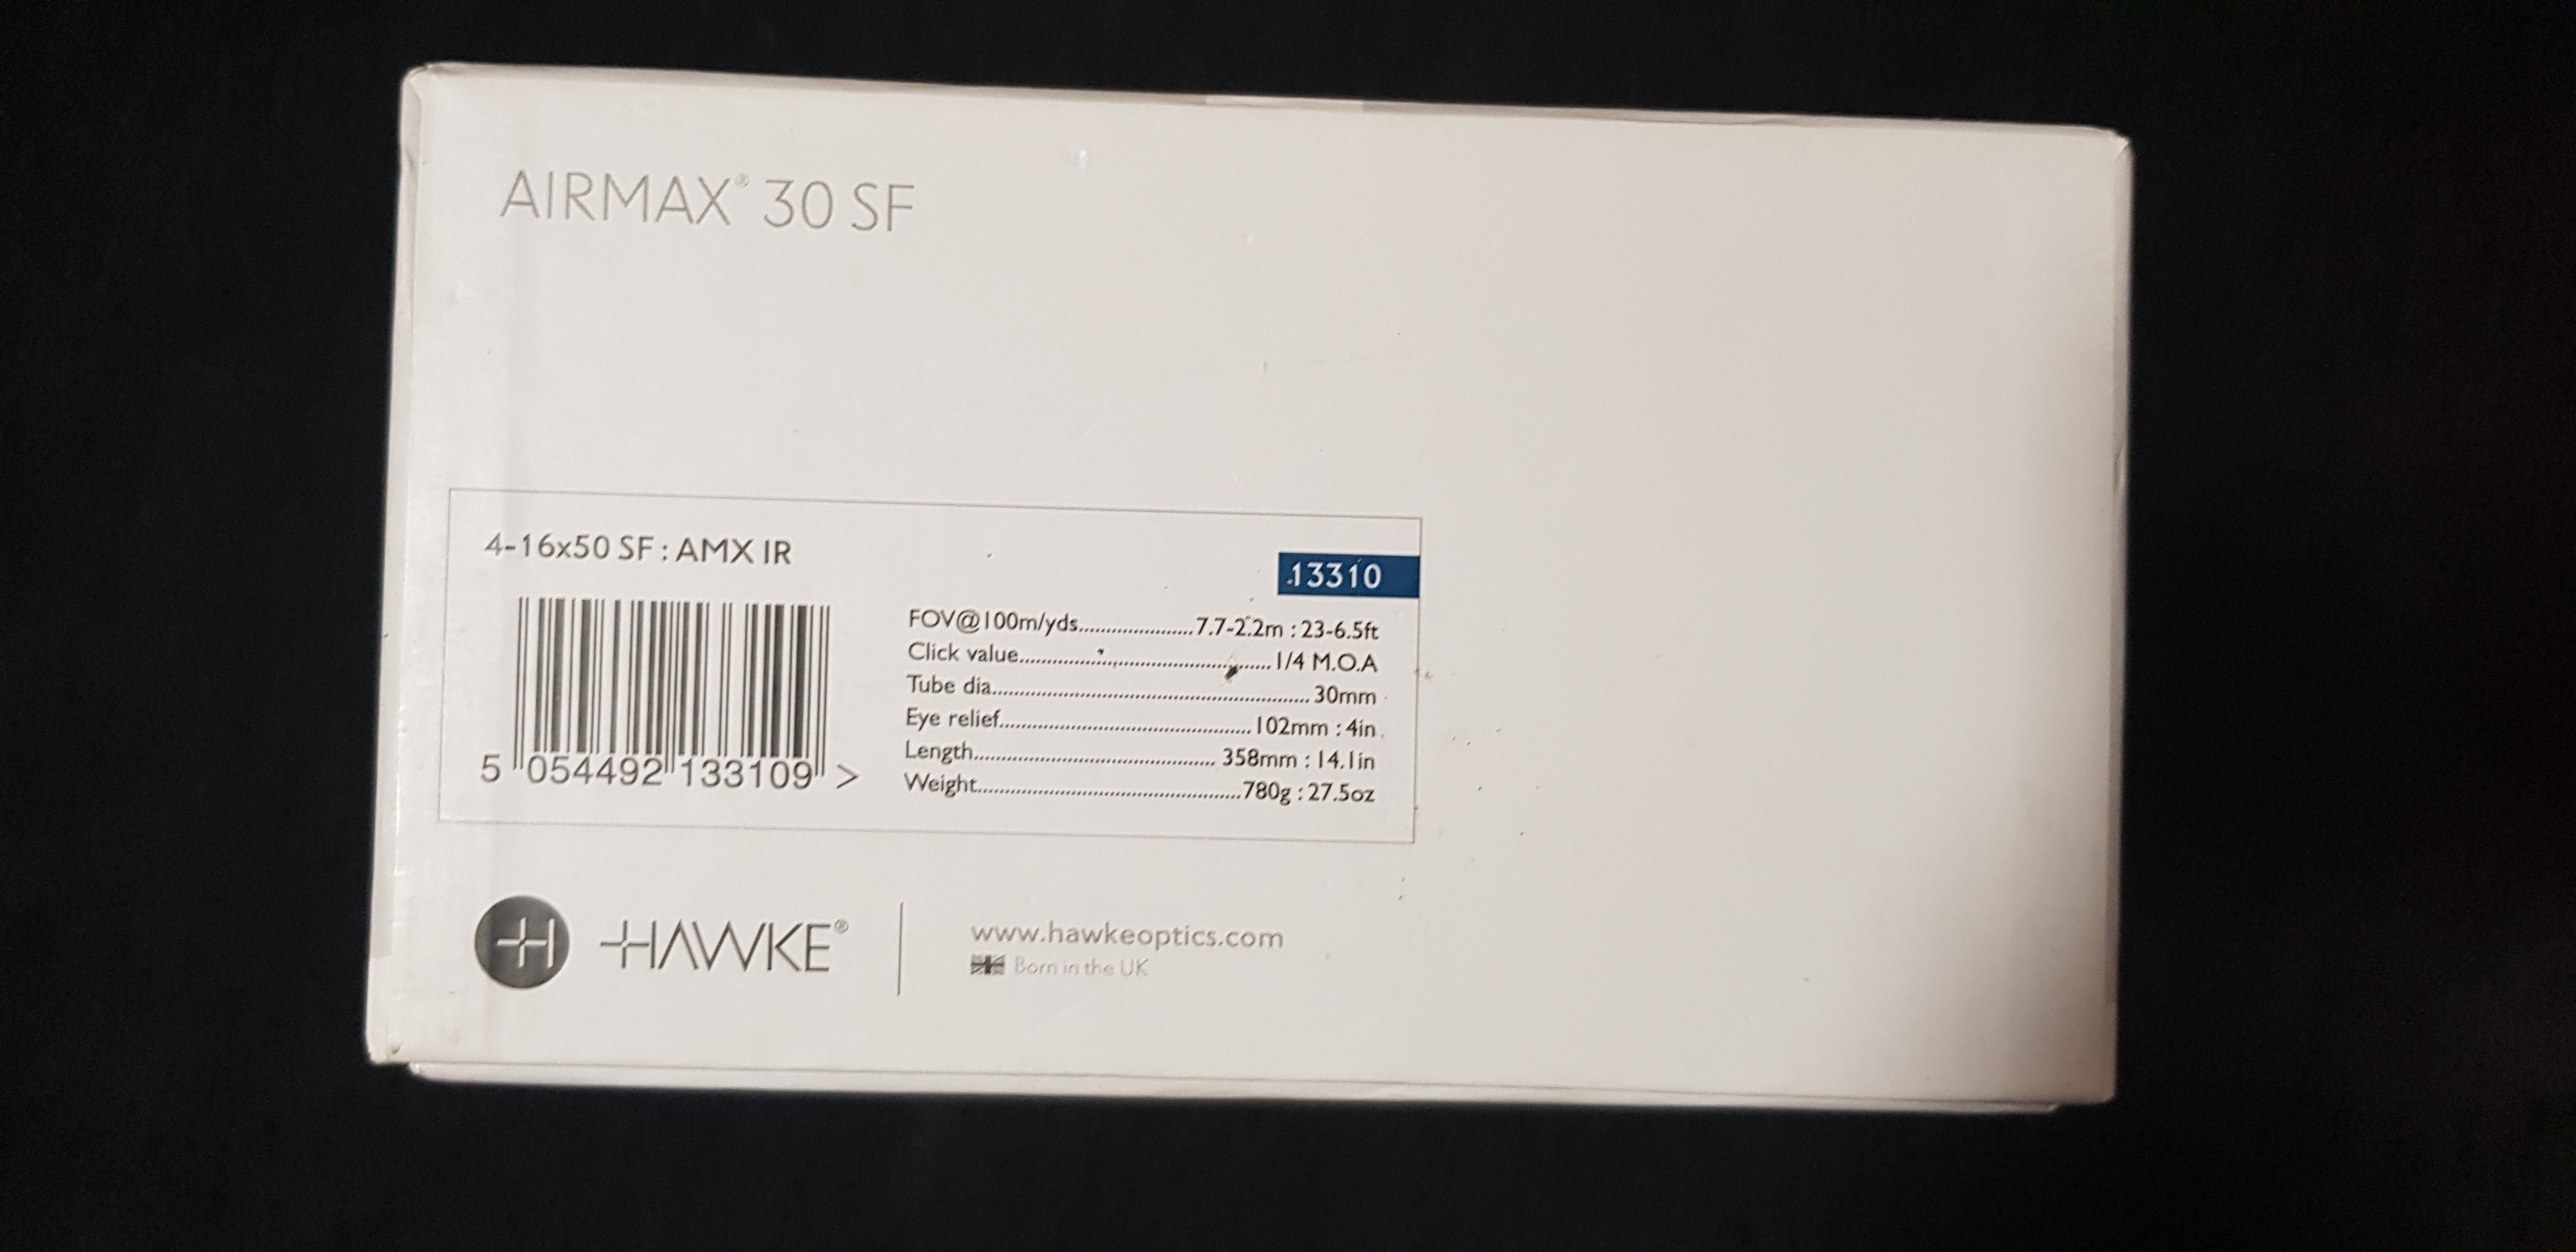 AIRMAX® 30 SF
4-16x50 SF : AMX IR
13310
5 054492 133109 >
FOV@100m/yds......................7.7-2.2m : 23-6.5ft
Click value................................................1/4 M.O.A
Tube dia..............................................................30mm
Eye relief.................................................102mm : 4in
Length............................................... 358mm : 14.1in
Weight...................................................780g : 27.5oz
HAWKE®
www.hawkeoptics.com
Born in the UK